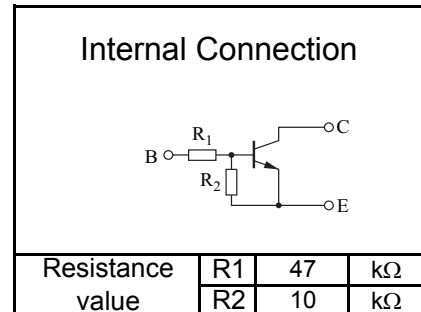 Internal Connection
C
R1
B
R2
E
Resistance value R1 47 kΩ
R2 10 kΩ